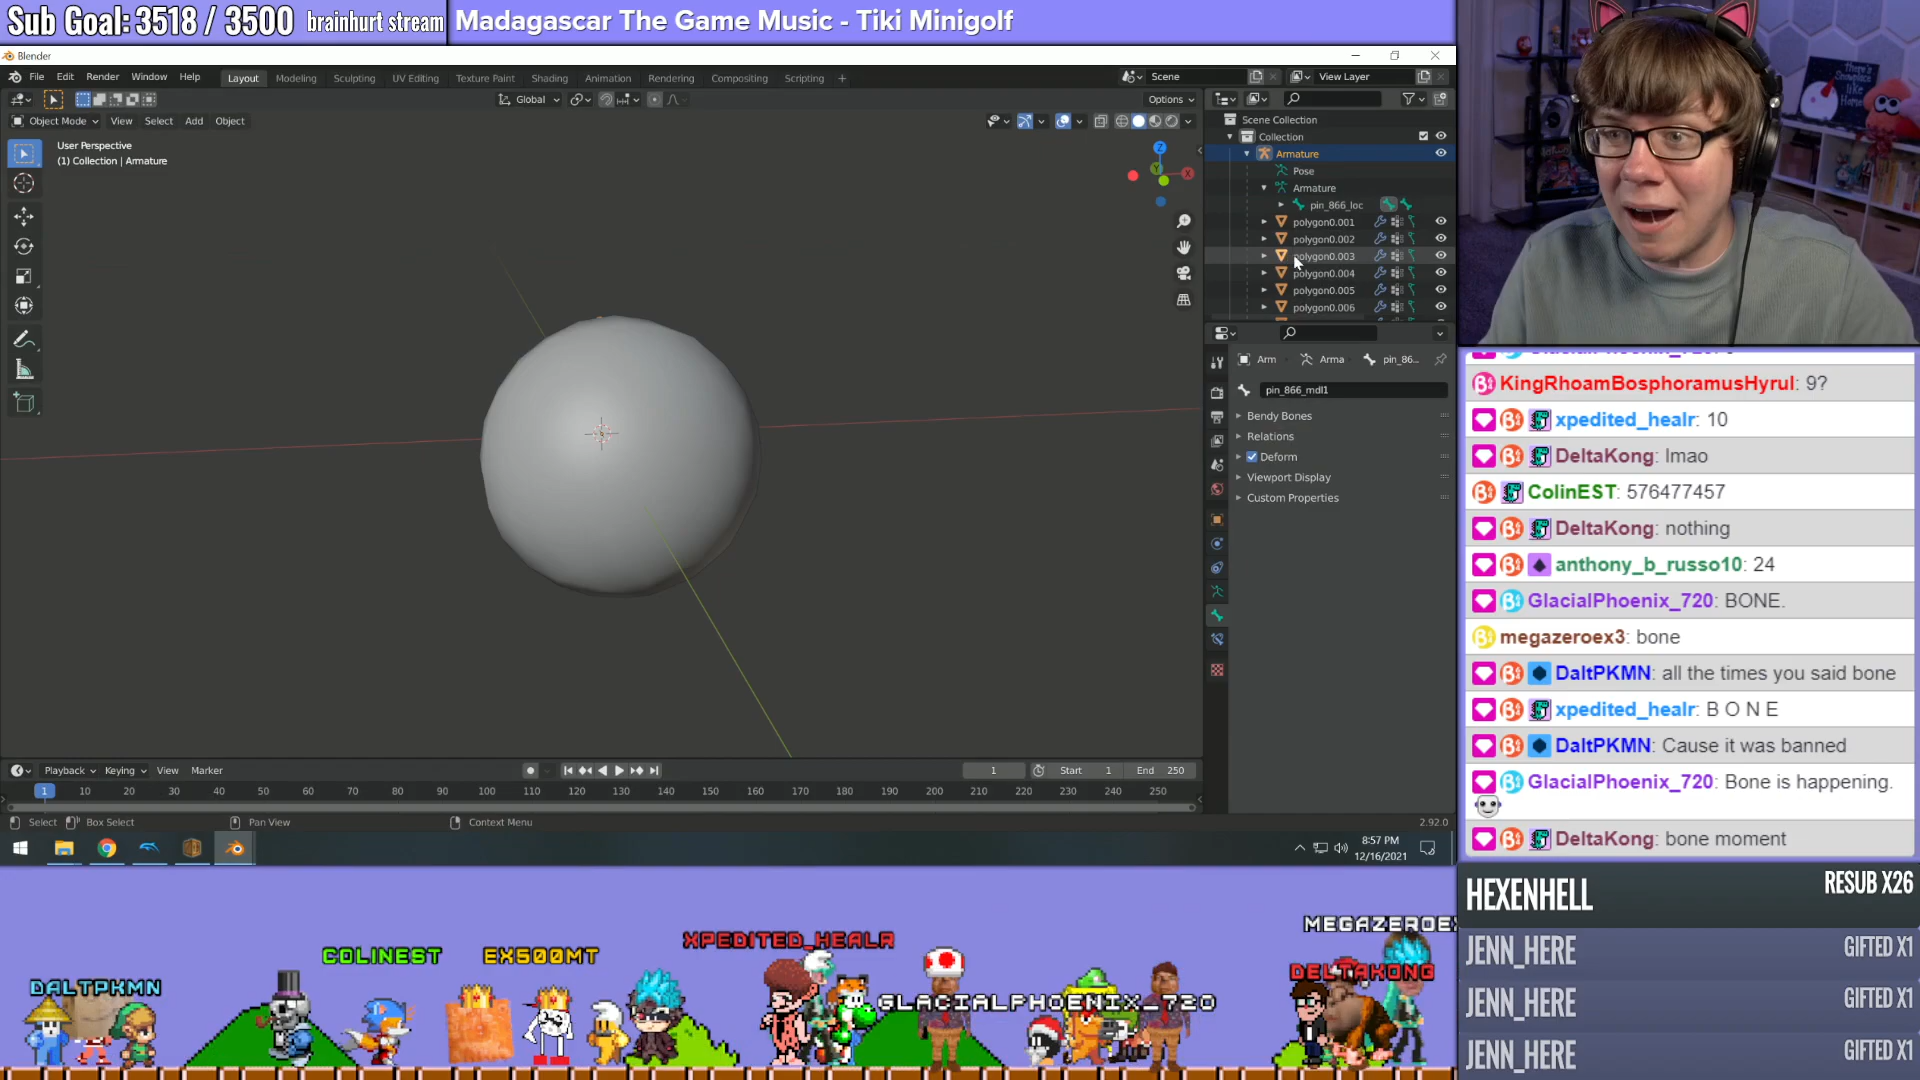 Sub Goal: 3518 / 3500 brainhurt stream
Madagascar The Game Music - Tiki Minigolf
Blender
File Edit Render Window Help
Layout Modeling Sculpting UV Editing Texture Paint Shading Animation Rendering Compositing Scripting +
Scene
View Layer
Global
Options
Object Mode View Select Add Object
User Perspective
(1) Collection | Armature
Z
Y
X
Scene Collection
Collection
Armature
Pose
Armature
pin_866_loc
polygon0.001
polygon0.002
polygon0.003
polygon0.004
polygon0.005
polygon0.006
Arm
Arma
pin_86...
pin_866_mdl1
Bendy Bones
Relations
Deform
Viewport Display
Custom Properties
Playback Keying View Marker
1
Start 1
End 250
1 10 20 30 40 50 60 70 80 90 100 110 120 130 140 150 160 170 180 190 200 210 220 230 240 250
Select
Box Select
Pan View
Context Menu
2.92.0
8:57 PM
12/16/2021
KingRhoamBosphoramusHyrul: 9?
xpedited_healr: 10
DeltaKong: lmao
ColinEST: 576477457
DeltaKong: nothing
anthony_b_russo10: 24
GlacialPhoenix_720: BONE.
megazeroex3: bone
DaltPKMN: all the times you said bone
xpedited_healr: B O N E
DaltPKMN: Cause it was banned
GlacialPhoenix_720: Bone is happening.
DeltaKong: bone moment
HEXENHELL RESUB X26
JENN_HERE GIFTED X1
JENN_HERE GIFTED X1
JENN_HERE GIFTED X1
DALTPKMN
COLINEST
EX500MT
XPEDITED_HEALR
GLACIALPHOENIX_720
MEGAZEROEX
DELTAKONG